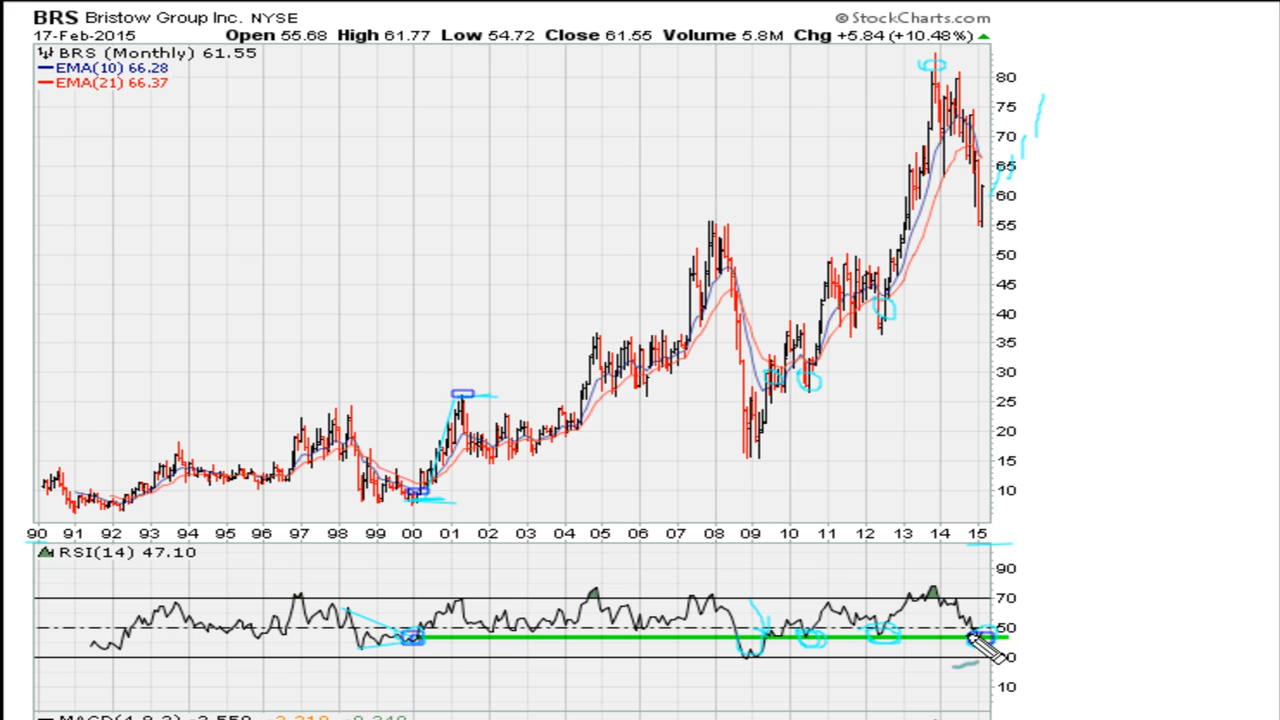 BRS Bristow Group Inc. NYSE ©StockCharts.com
17-Feb-2015 Open 55.68 High 61.77 Low 54.72 Close 61.55 Volume 5.8M Chg +5.84 (+10.48%)
BRS (Monthly) 61.55
EMA(10) 66.28
EMA(21) 66.37
80
75
70
65
60
55
50
45
40
35
30
25
20
15
10
90 91 92 93 94 95 96 97 98 99 00 01 02 03 04 05 06 07 08 09 10 11 12 13 14 15
RSI(14) 47.10
90
70
50
10